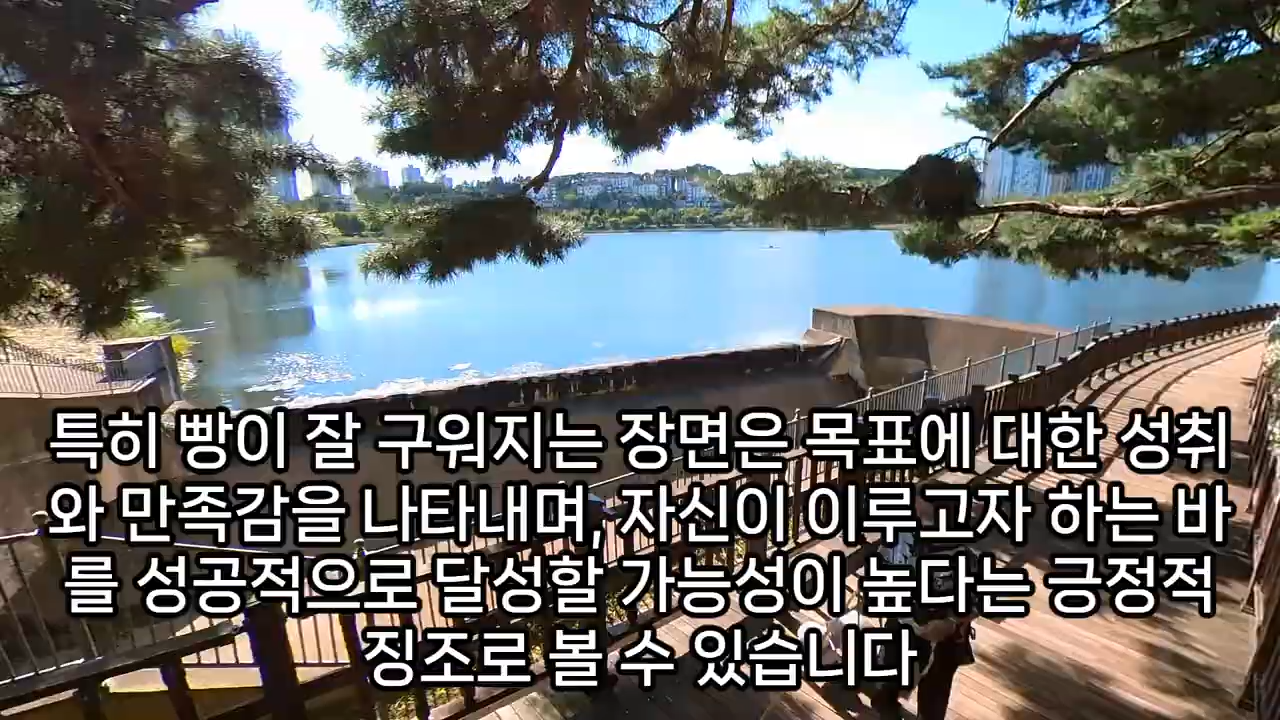 특히 빵이 잘 구워지는 장면은 목표에 대한 성취
와 만족감을 나타내며, 자신이 이루고자 하는 바
를 성공적으로 달성할 가능성이 높다는 긍정적
징조로 볼 수 있습니다